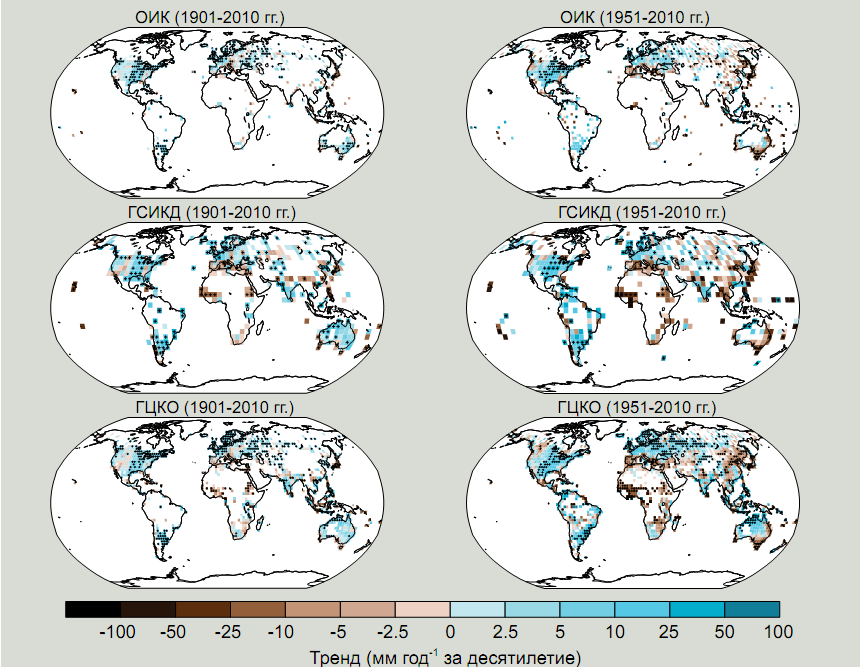 ОИК (1901-2010 гг.)
ОИК (1951-2010 гг.)
ГСИКД (1901-2010 гг.)
ГСИКД (1951-2010 гг.)
ГЦКО (1901-2010 гг.)
ГЦКО (1951-2010 гг.)
-100 -50 -25 -10 -5 -2.5 0 2.5 5 10 25 50 100
Тренд (мм год⁻¹ за десятилетие)